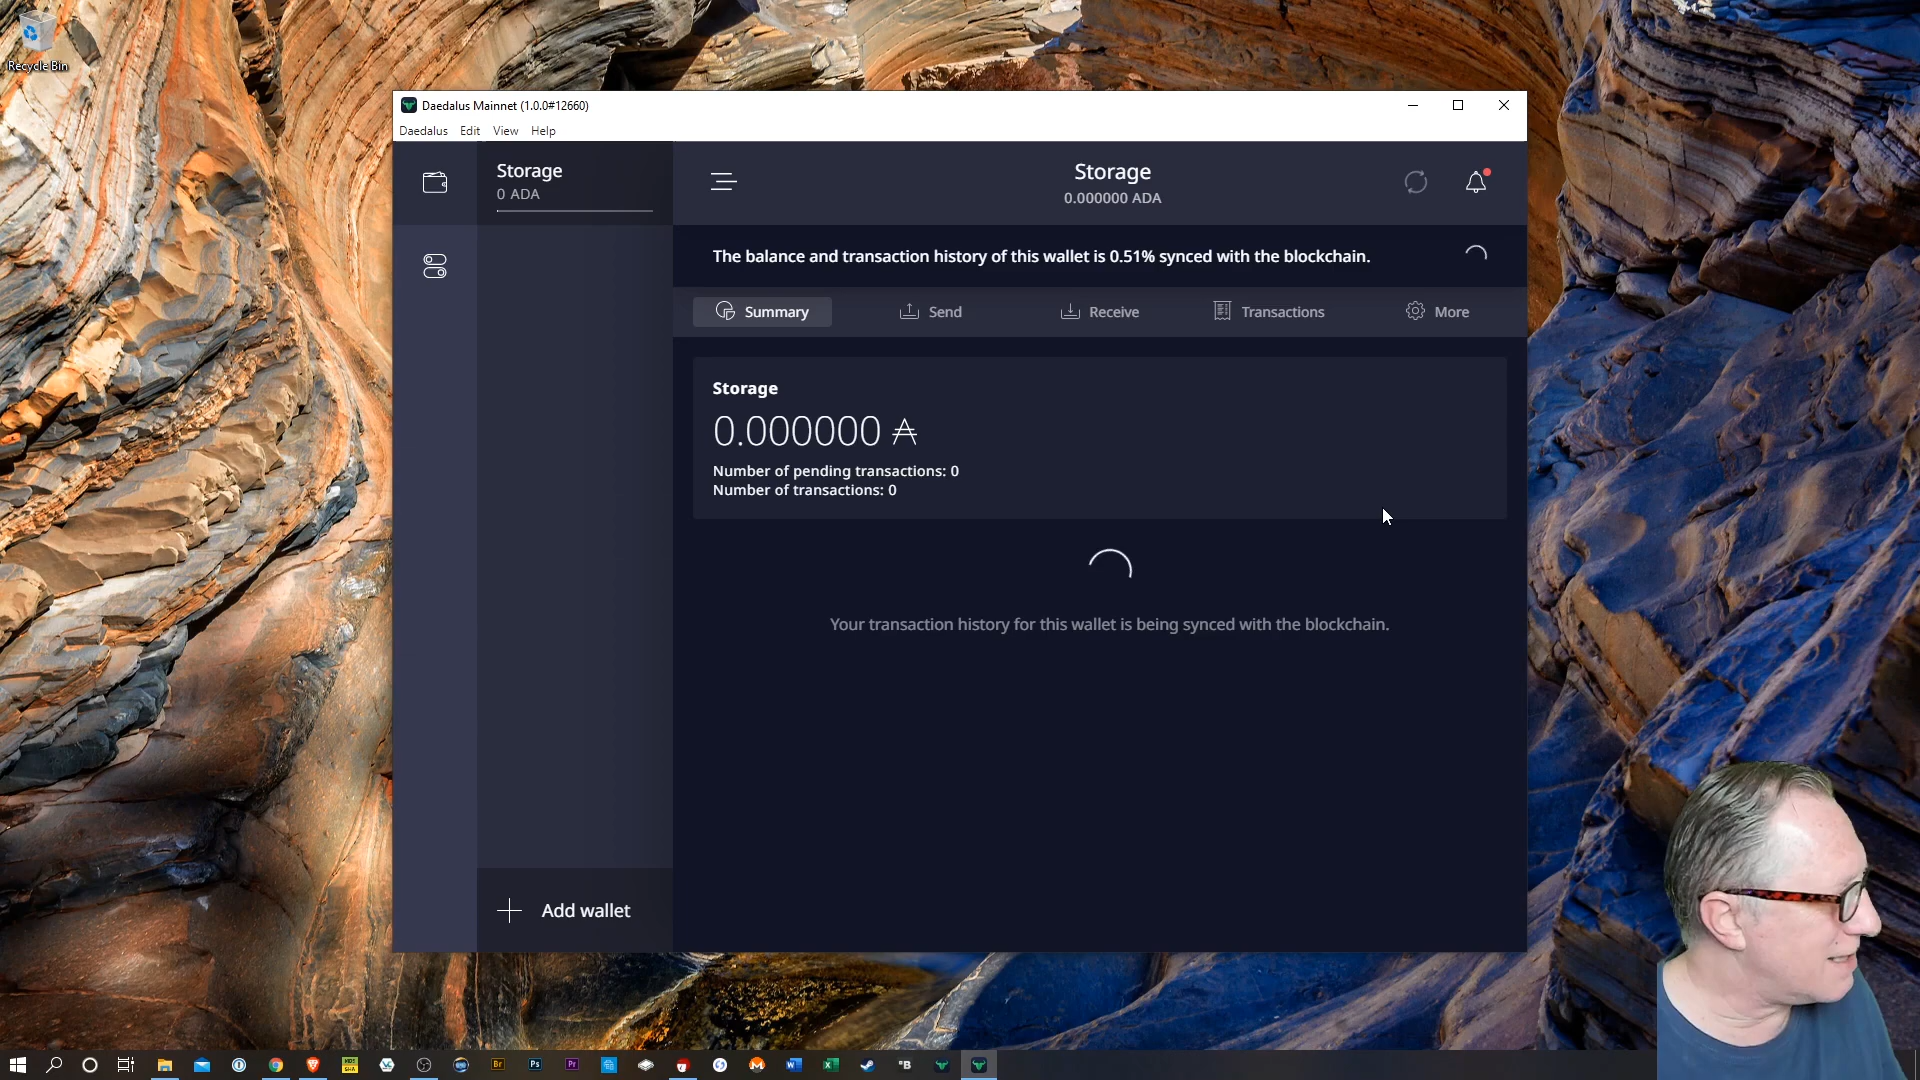 Recycle Bin
Daedalus Mainnet (1.0.0#12660)
Daedalus Edit View Help
Storage
0 ADA
Storage
0.000000 ADA
The balance and transaction history of this wallet is 0.51% synced with the blockchain.
Summary Send Receive Transactions More
Storage
0.000000 ₳
Number of pending transactions: 0
Number of transactions: 0
Your transaction history for this wallet is being synced with the blockchain.
Add wallet
Br Ps Pr